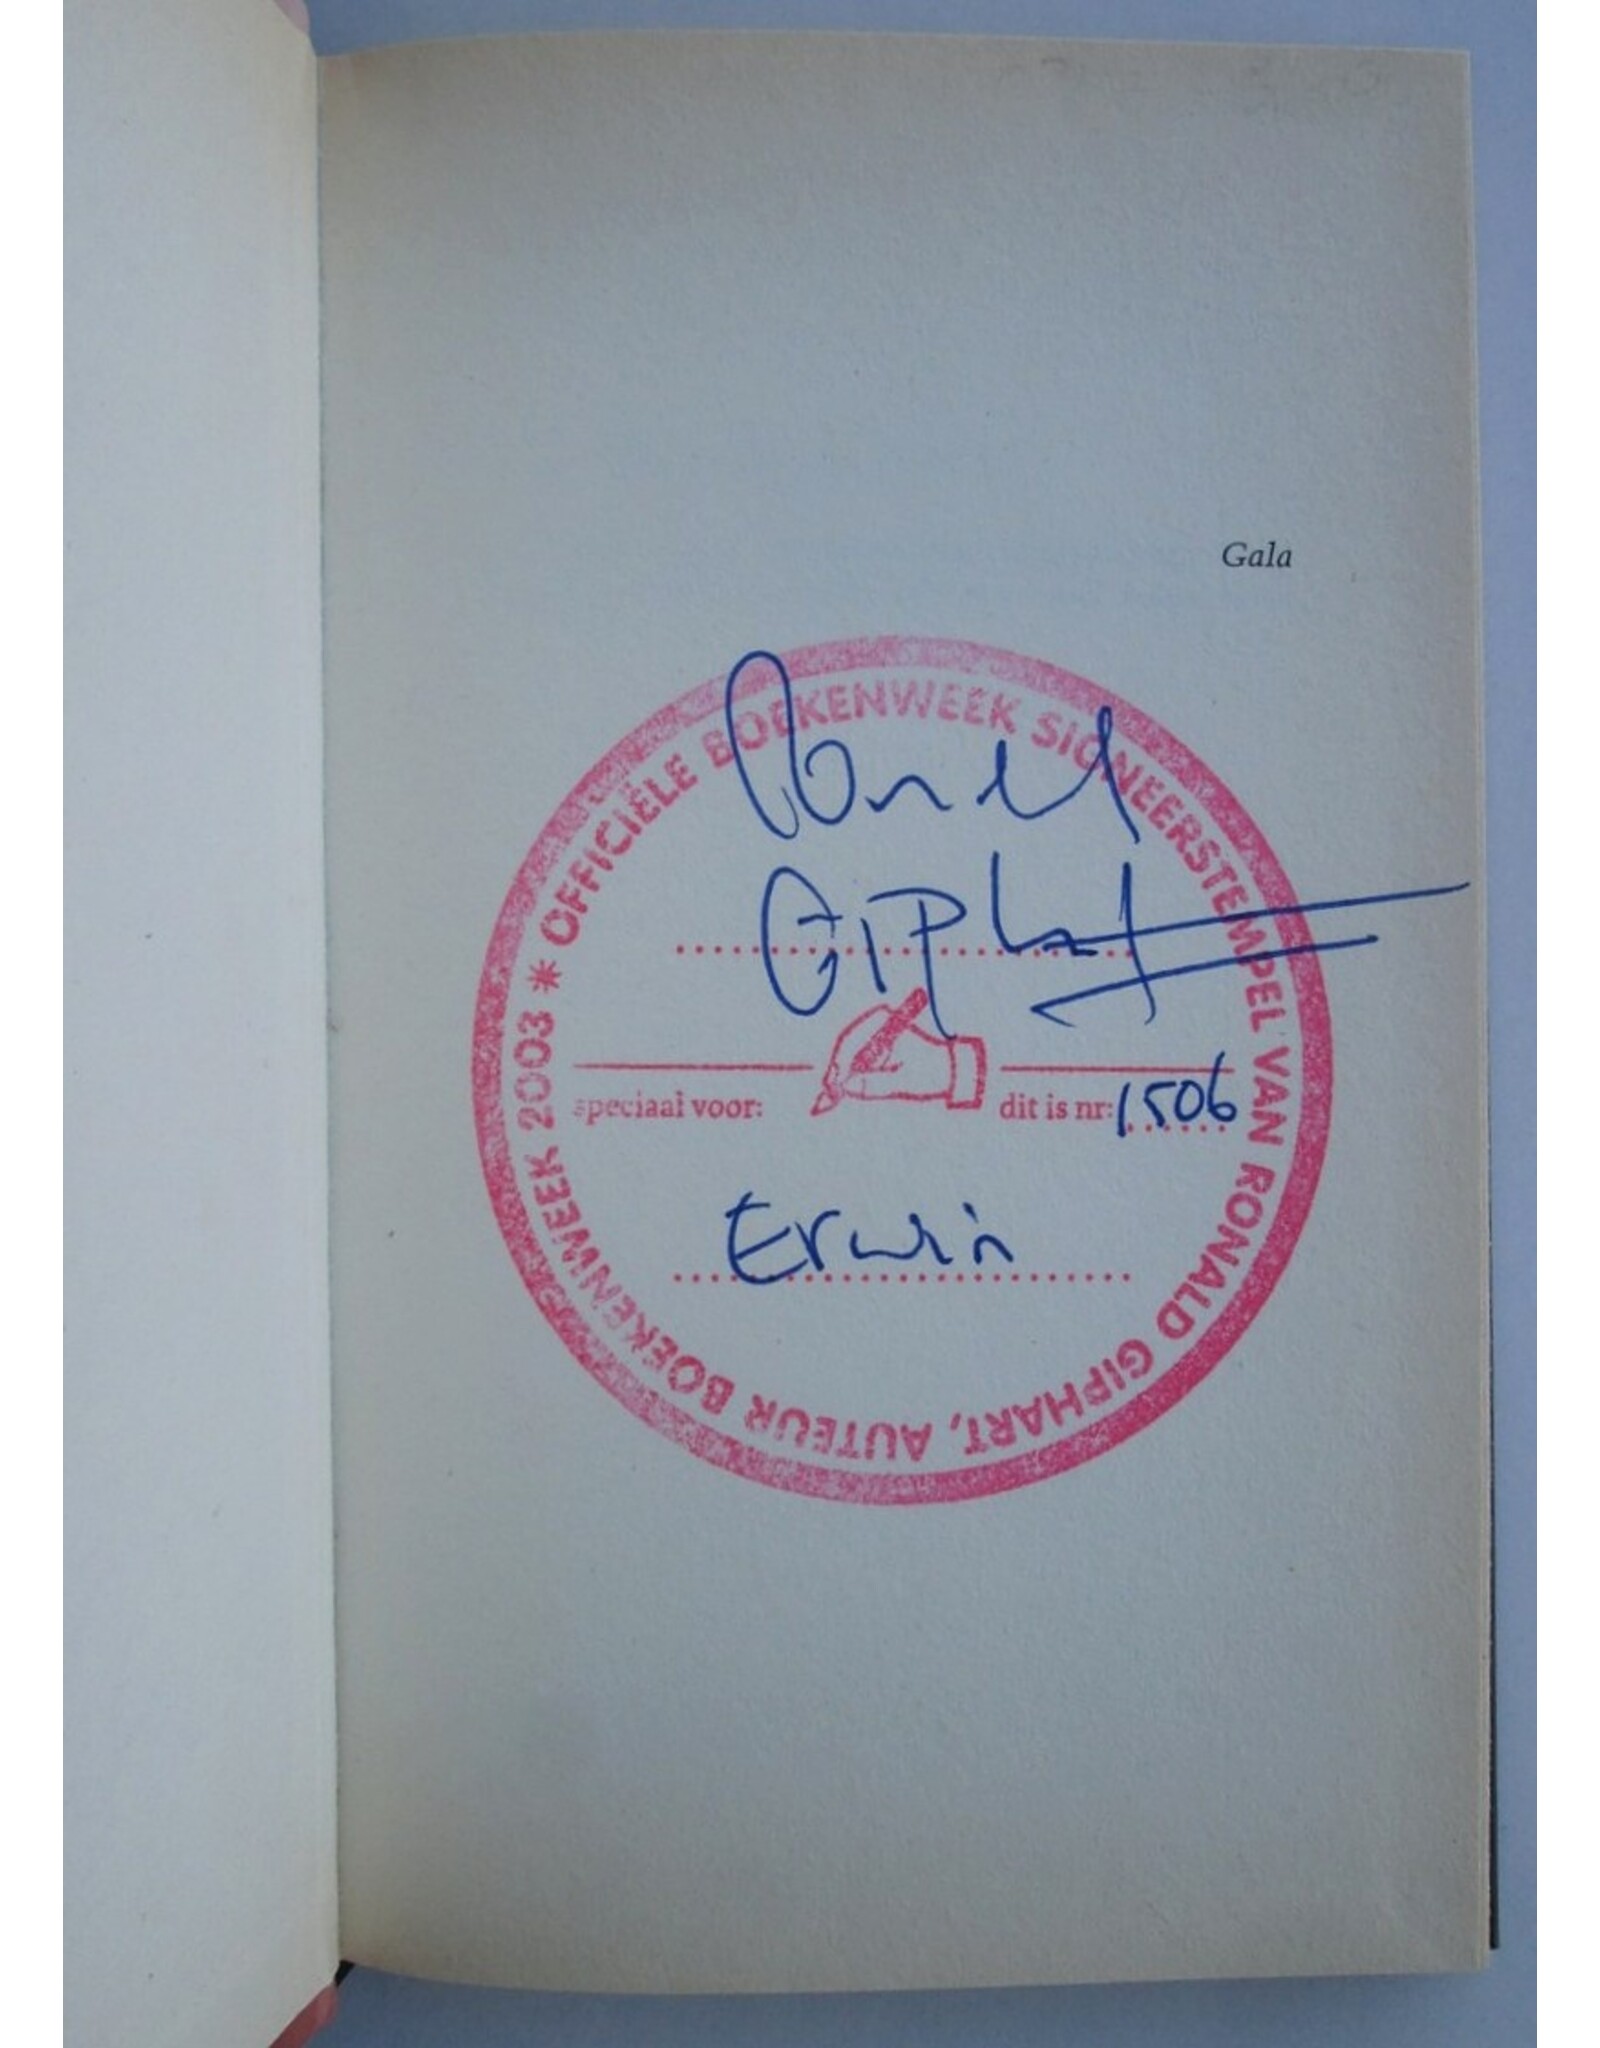 Gala
* OFFICIËLE BOEKENWEEK SIGNEERSTEMPEL VAN RONALD GIPHART, AUTEUR BOEKENWEEK BOEKENWEEK 2003
Ronald
Giphart
speciaal voor:
dit is nr: 1506
Erwin